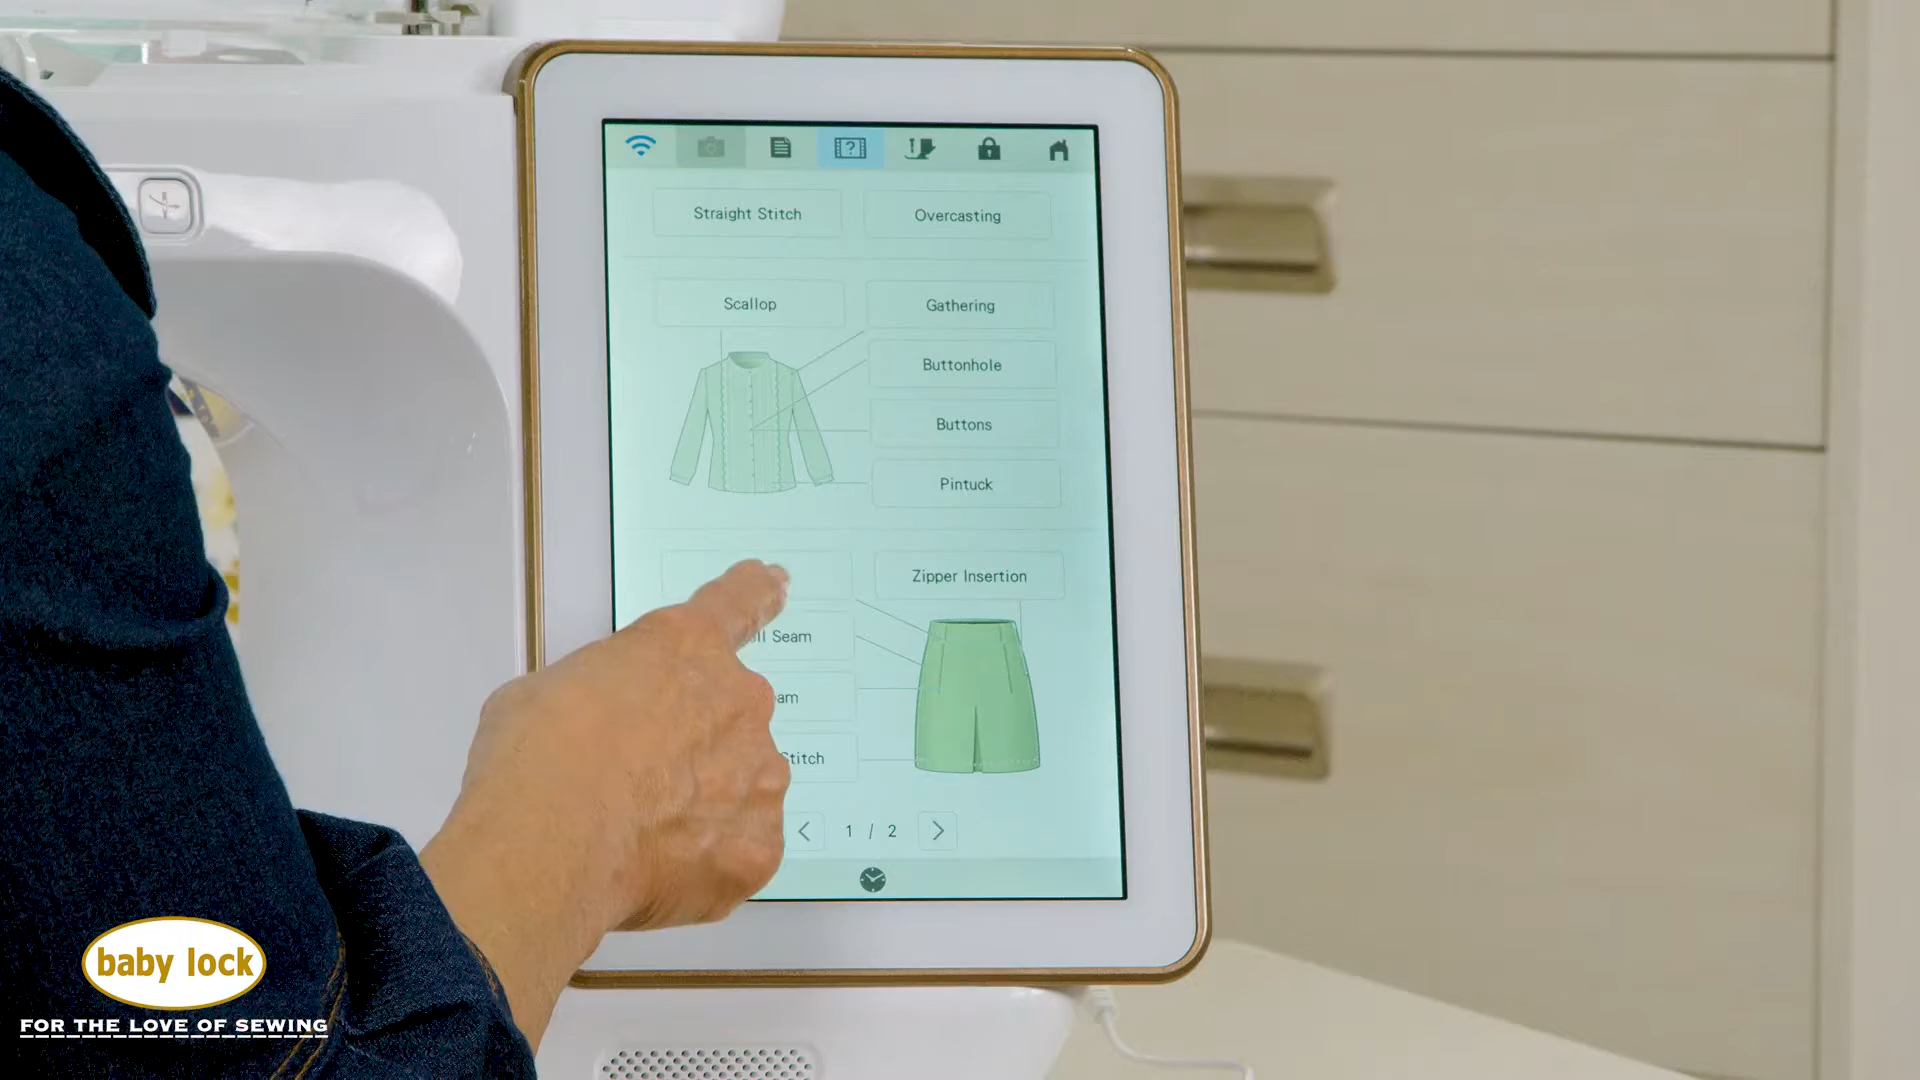 ?
Straight Stitch
Overcasting
Scallop
Gathering
Buttonhole
Buttons
Pintuck
Zipper Insertion
Seam
Stitch
1 / 2
baby lock
FOR THE LOVE OF SEWING